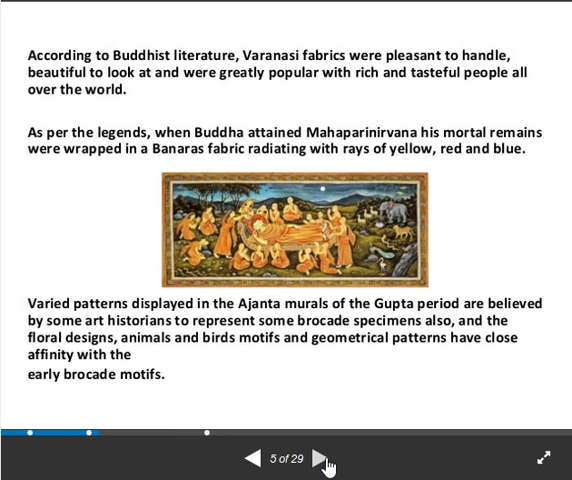 According to Buddhist literature, Varanasi fabrics were pleasant to handle,
beautiful to look at and were greatly popular with rich and tasteful people all
over the world.
As per the legends, when Buddha attained Mahaparinirvana his mortal remains
were wrapped in a Banaras fabric radiating with rays of yellow, red and blue.
Varied patterns displayed in the Ajanta murals of the Gupta period are believed
by some art historians to represent some brocade specimens also, and the
floral designs, animals and birds motifs and geometrical patterns have close
affinity with the
early brocade motifs.
5 of 29